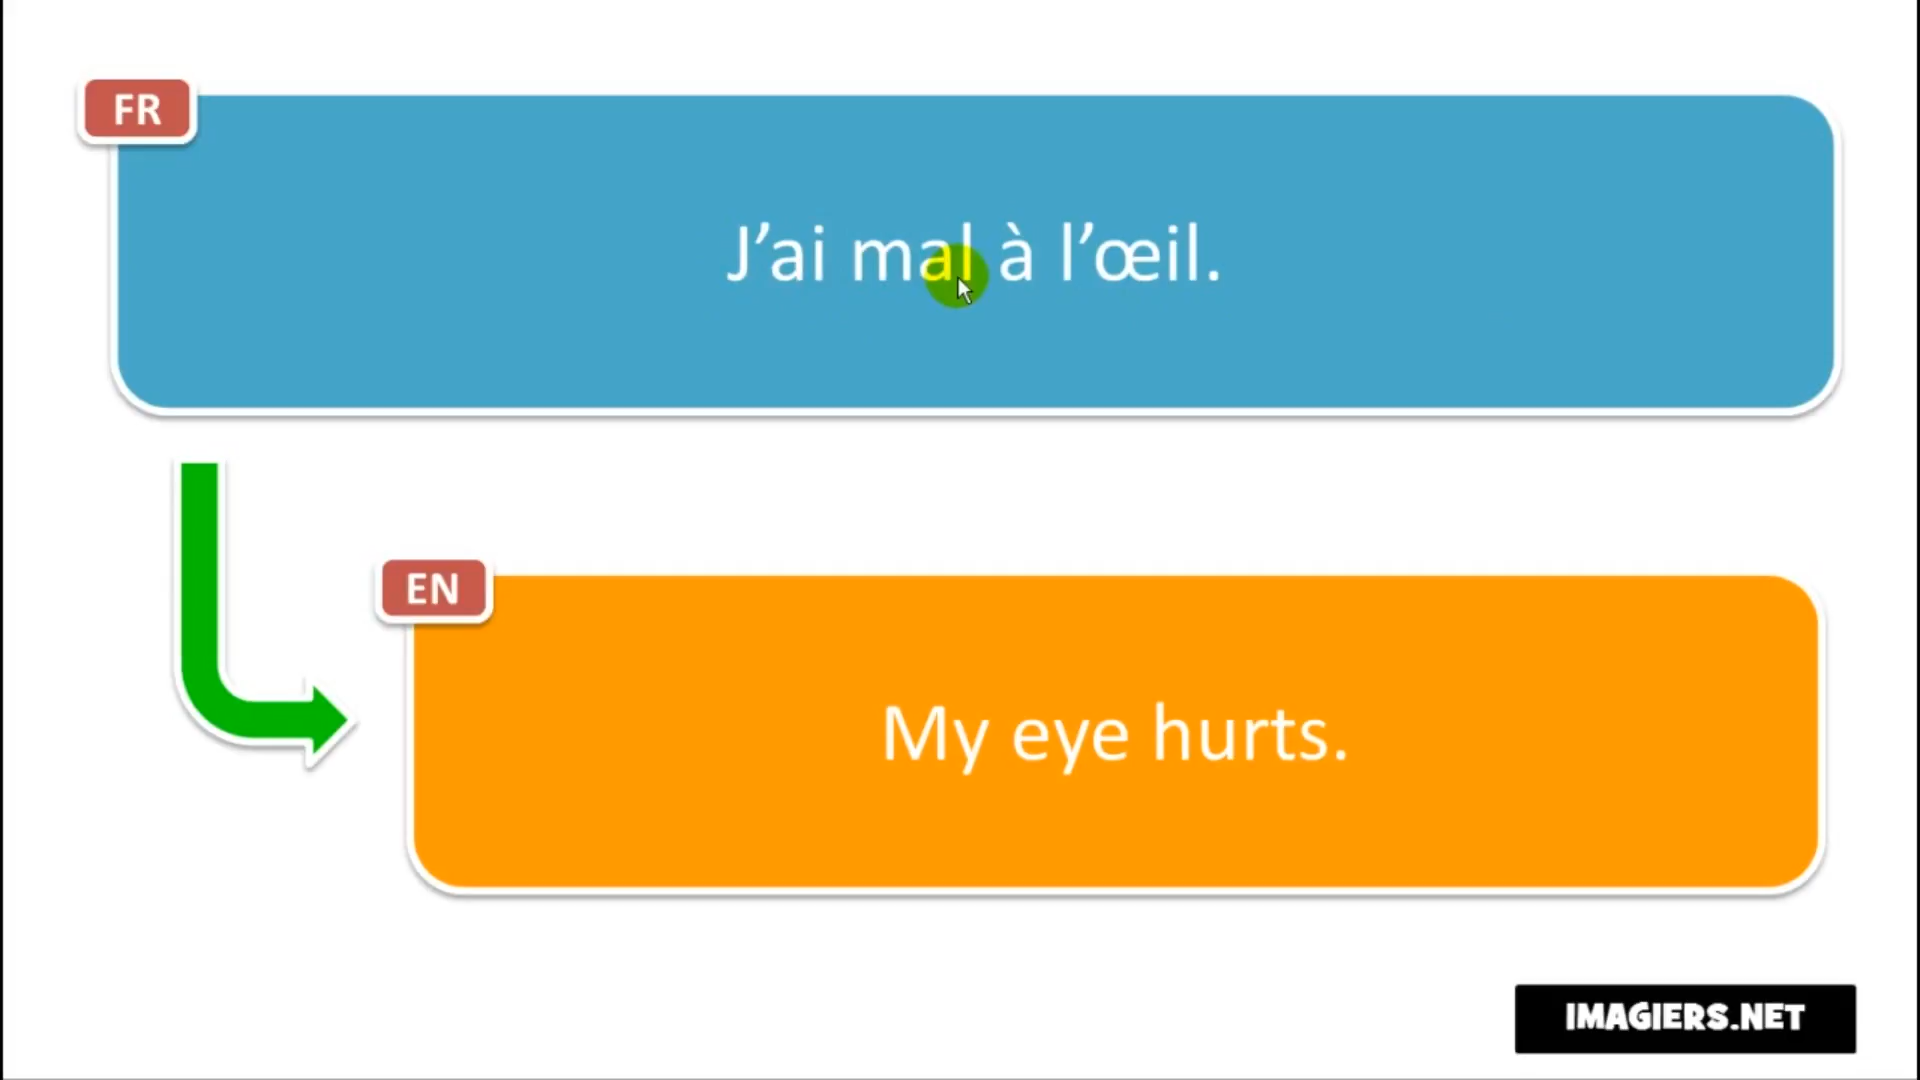 FR
J’ai mal à l’œil.
EN
My eye hurts.
IMAGIERS.NET